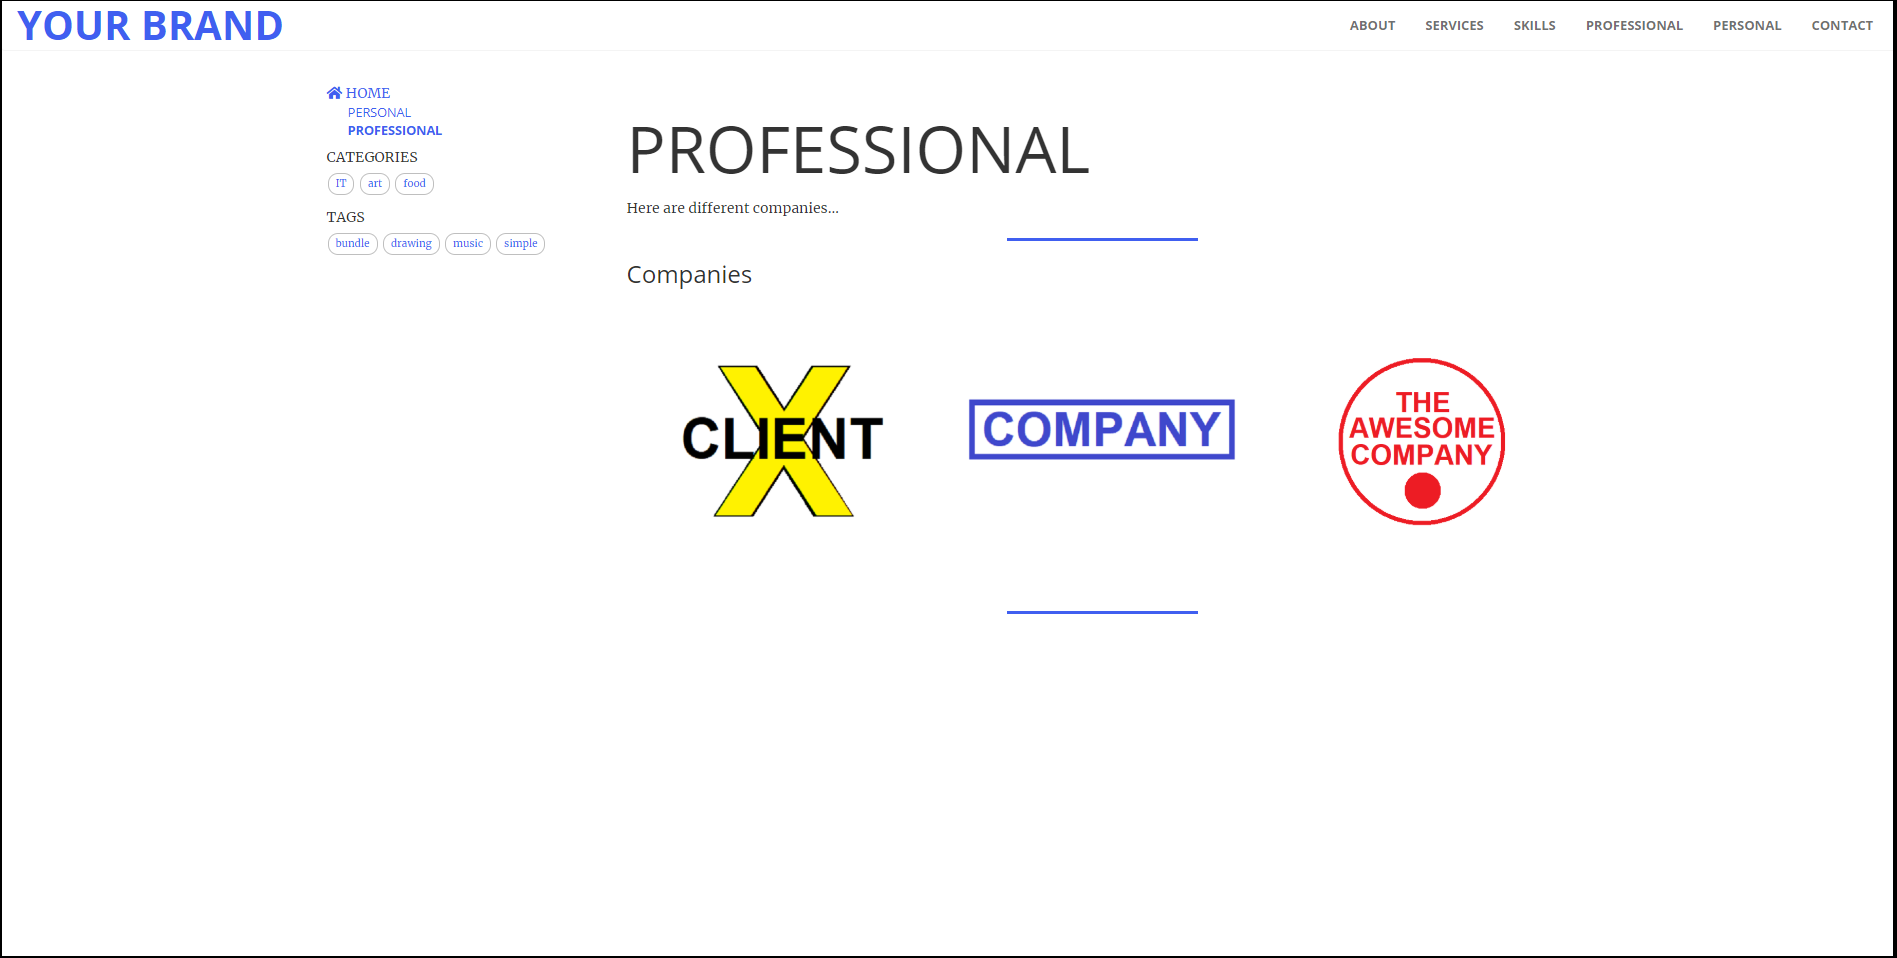 YOUR BRAND
ABOUT SERVICES SKILLS PROFESSIONAL PERSONAL CONTACT
HOME
PERSONAL
PROFESSIONAL
CATEGORIES
IT art food
TAGS
bundle drawing music simple
PROFESSIONAL
Here are different companies...
Companies
X
CLIENT
COMPANY
THE
AWESOME
COMPANY